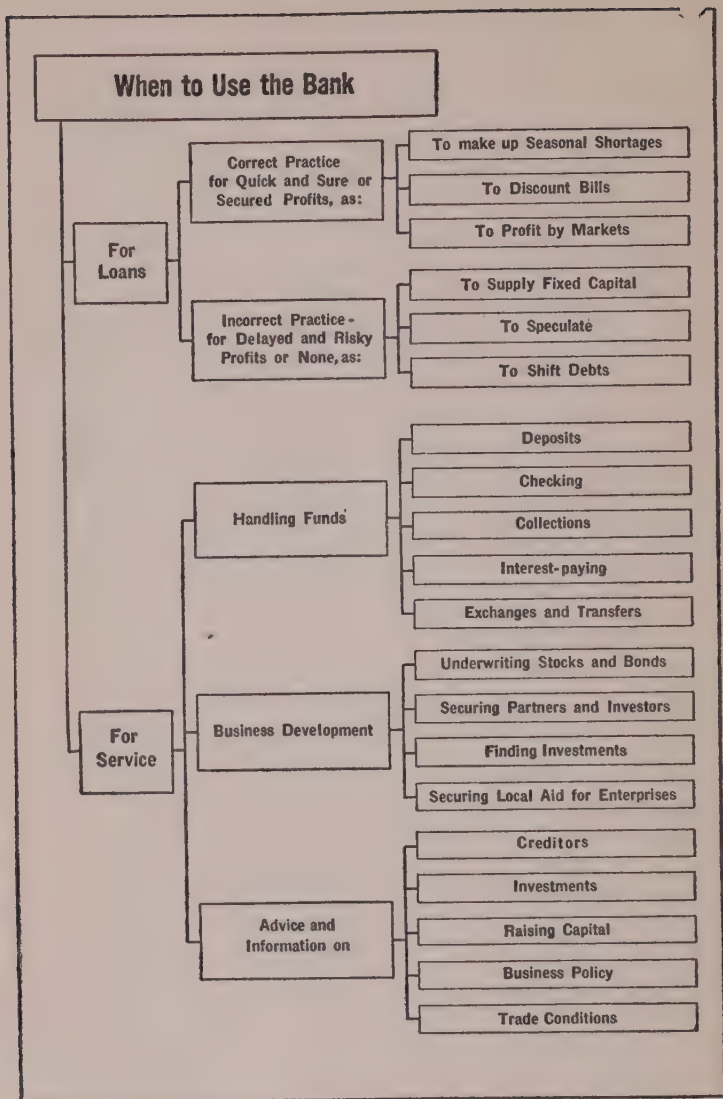 When to Use the Bank
For
Loans
Correct Practice
for Quick and Sure or
Secured Profits, as:
To make up Seasonal Shortages
To Discount Bills
To Profit by Markets
Incorrect Practice -
for Delayed and Risky
Profits or None, as:
To Supply Fixed Capital
To Speculate
To Shift Debts
For
Service
Handling Funds
Deposits
Checking
Collections
Interest-paying
Exchanges and Transfers
Business Development
Underwriting Stocks and Bonds
Securing Partners and Investors
Finding Investments
Securing Local Aid for Enterprises
Advice and
Information on
Creditors
Investments
Raising Capital
Business Policy
Trade Conditions